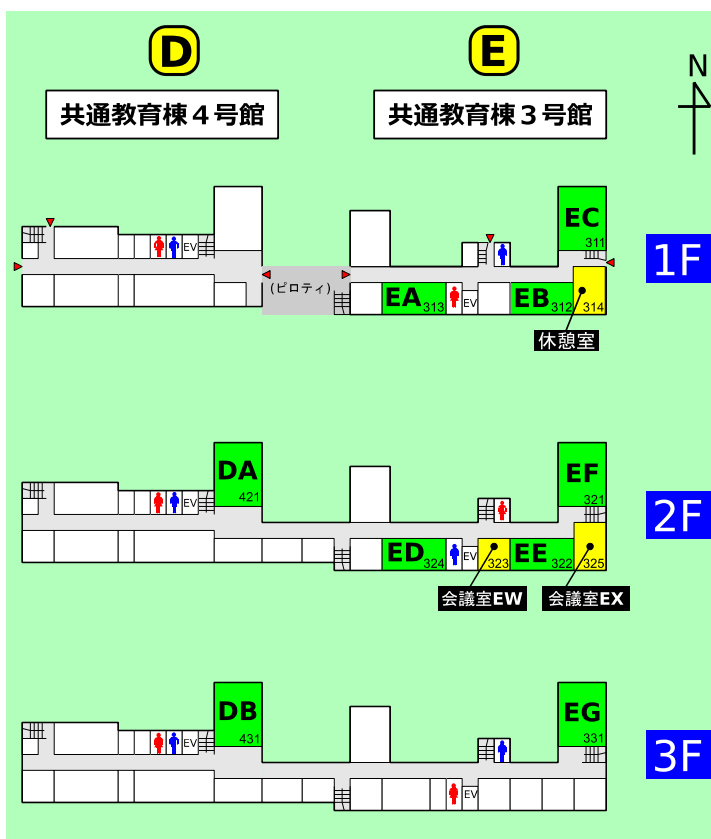 D
E
共通教育棟4号館
共通教育棟3号館
N
EC
311
1F
EV
(ピロティ)
EA
313
EV
EB
312
314
休憩室
DA
421
EF
321
2F
EV
ED
324
EV
323
EE
322
325
会議室EW
会議室EX
DB
431
EG
331
3F
EV
EV